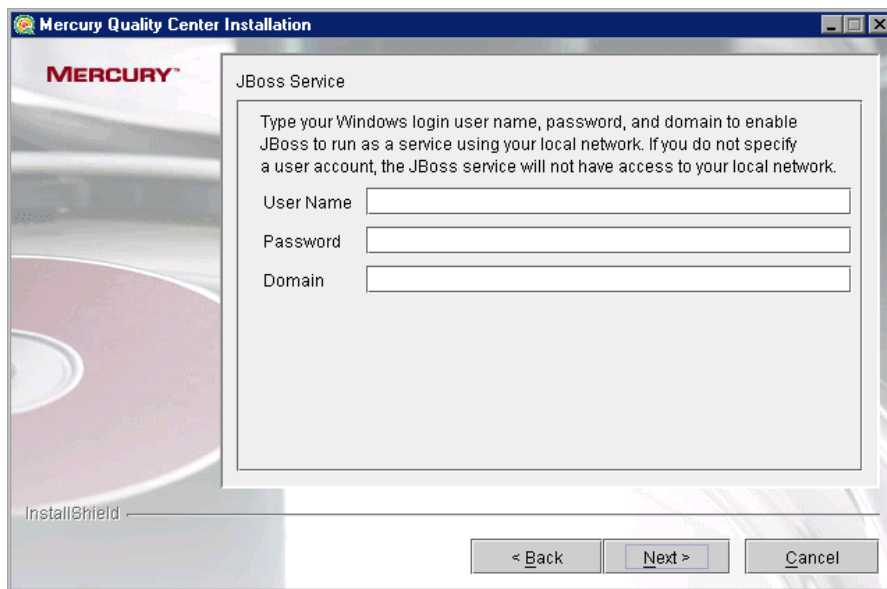 Mercury Quality Center Installation
MERCURY™
JBoss Service
Type your Windows login user name, password, and domain to enable
JBoss to run as a service using your local network. If you do not specify
a user account, the JBoss service will not have access to your local network.
User Name
Password
Domain
InstallShield
< Back
Next >
Cancel